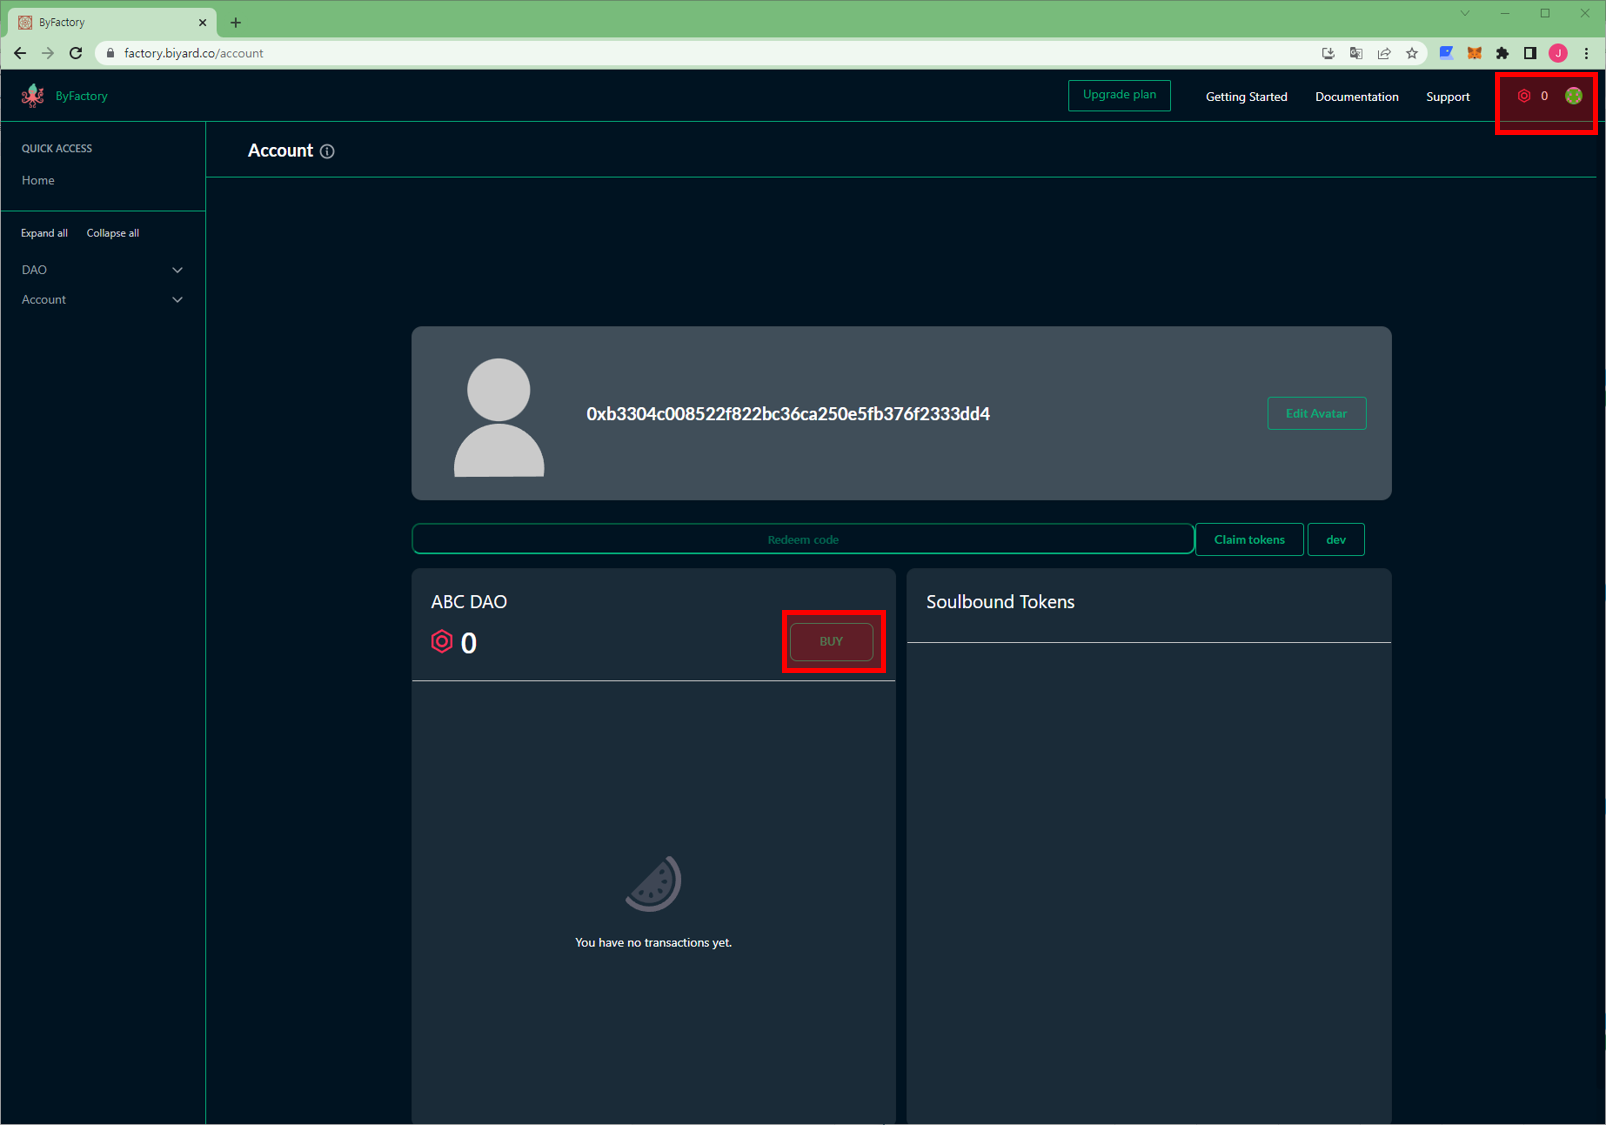 ByFactory
factory.biyard.co/account
J
ByFactory
Upgrade plan
Getting Started
Documentation
Support
0
QUICK ACCESS
Home
Expand all
Collapse all
DAO
Account
Account
0xb3304c008522f822bc36ca250e5fb376f2333dd4
Edit Avatar
Redeem code
Claim tokens
dev
ABC DAO
0
BUY
You have no transactions yet.
Soulbound Tokens